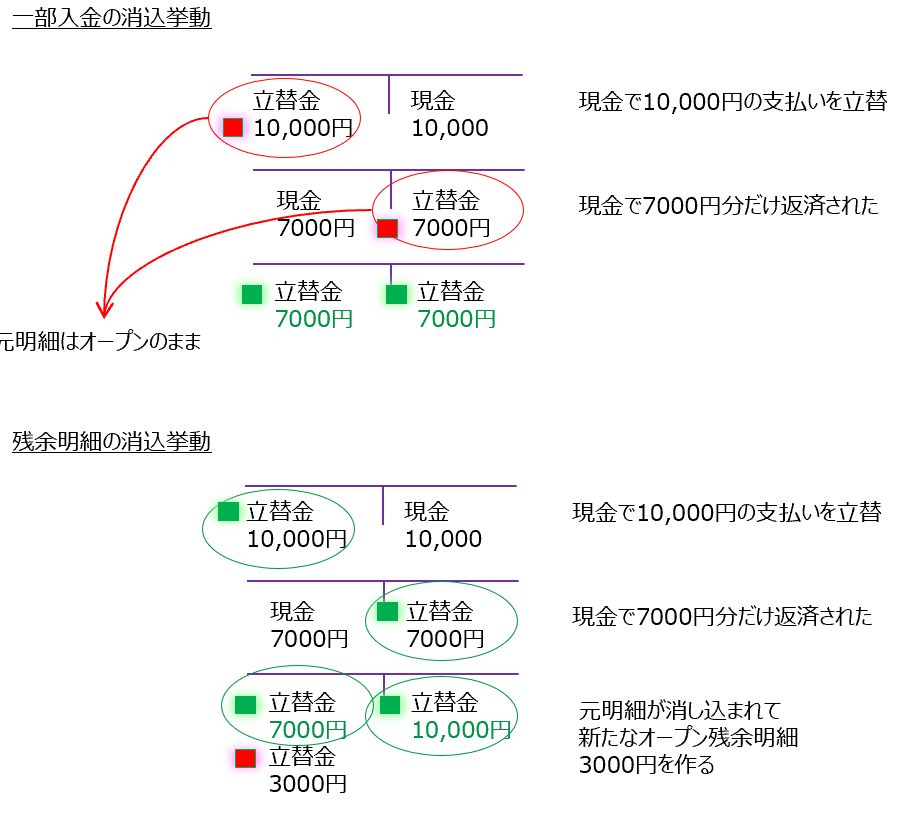 一部入金の消込挙動
立替金 現金 現金で10,000円の支払いを立替
10,000円 10,000
現金 立替金 現金で7000円分だけ返済された
7000円 7000円
立替金 立替金
7000円 7000円
元明細はオープンのまま
残余明細の消込挙動
立替金 現金 現金で10,000円の支払いを立替
10,000円 10,000
現金 立替金 現金で7000円分だけ返済された
7000円 7000円
立替金 立替金 元明細が消し込まれて
7000円 10,000円 新たなオープン残余明細
立替金 3000円を作る
3000円